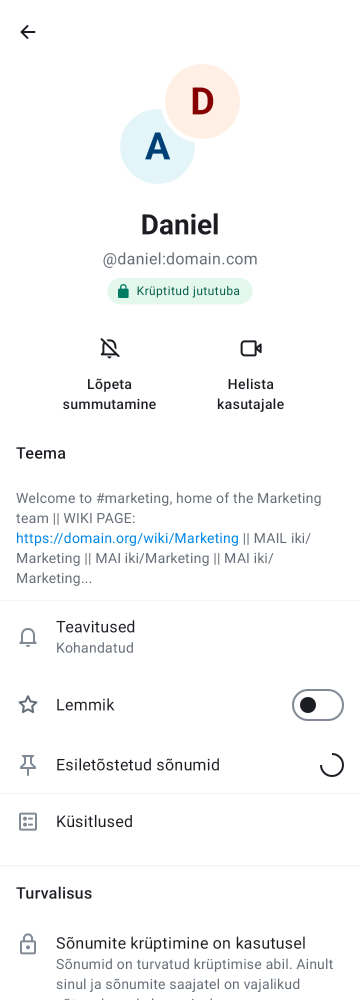 D
A
Daniel
@daniel:domain.com
Krüptitud jututuba
Lõpeta summutamine
Helista kasutajale
Teema
Welcome to #marketing, home of the Marketing
team || WIKI PAGE:
https://domain.org/wiki/Marketing || MAIL iki/
Marketing || MAI iki/Marketing || MAI iki/
Marketing...
Teavitused
Kohandatud
Lemmik
Esiletõstetud sõnumid
Küsitlused
Turvalisus
Sõnumite krüptimine on kasutusel
Sõnumid on turvatud krüptimise abil. Ainult
sinul ja sõnumite saajatel on vajalikud